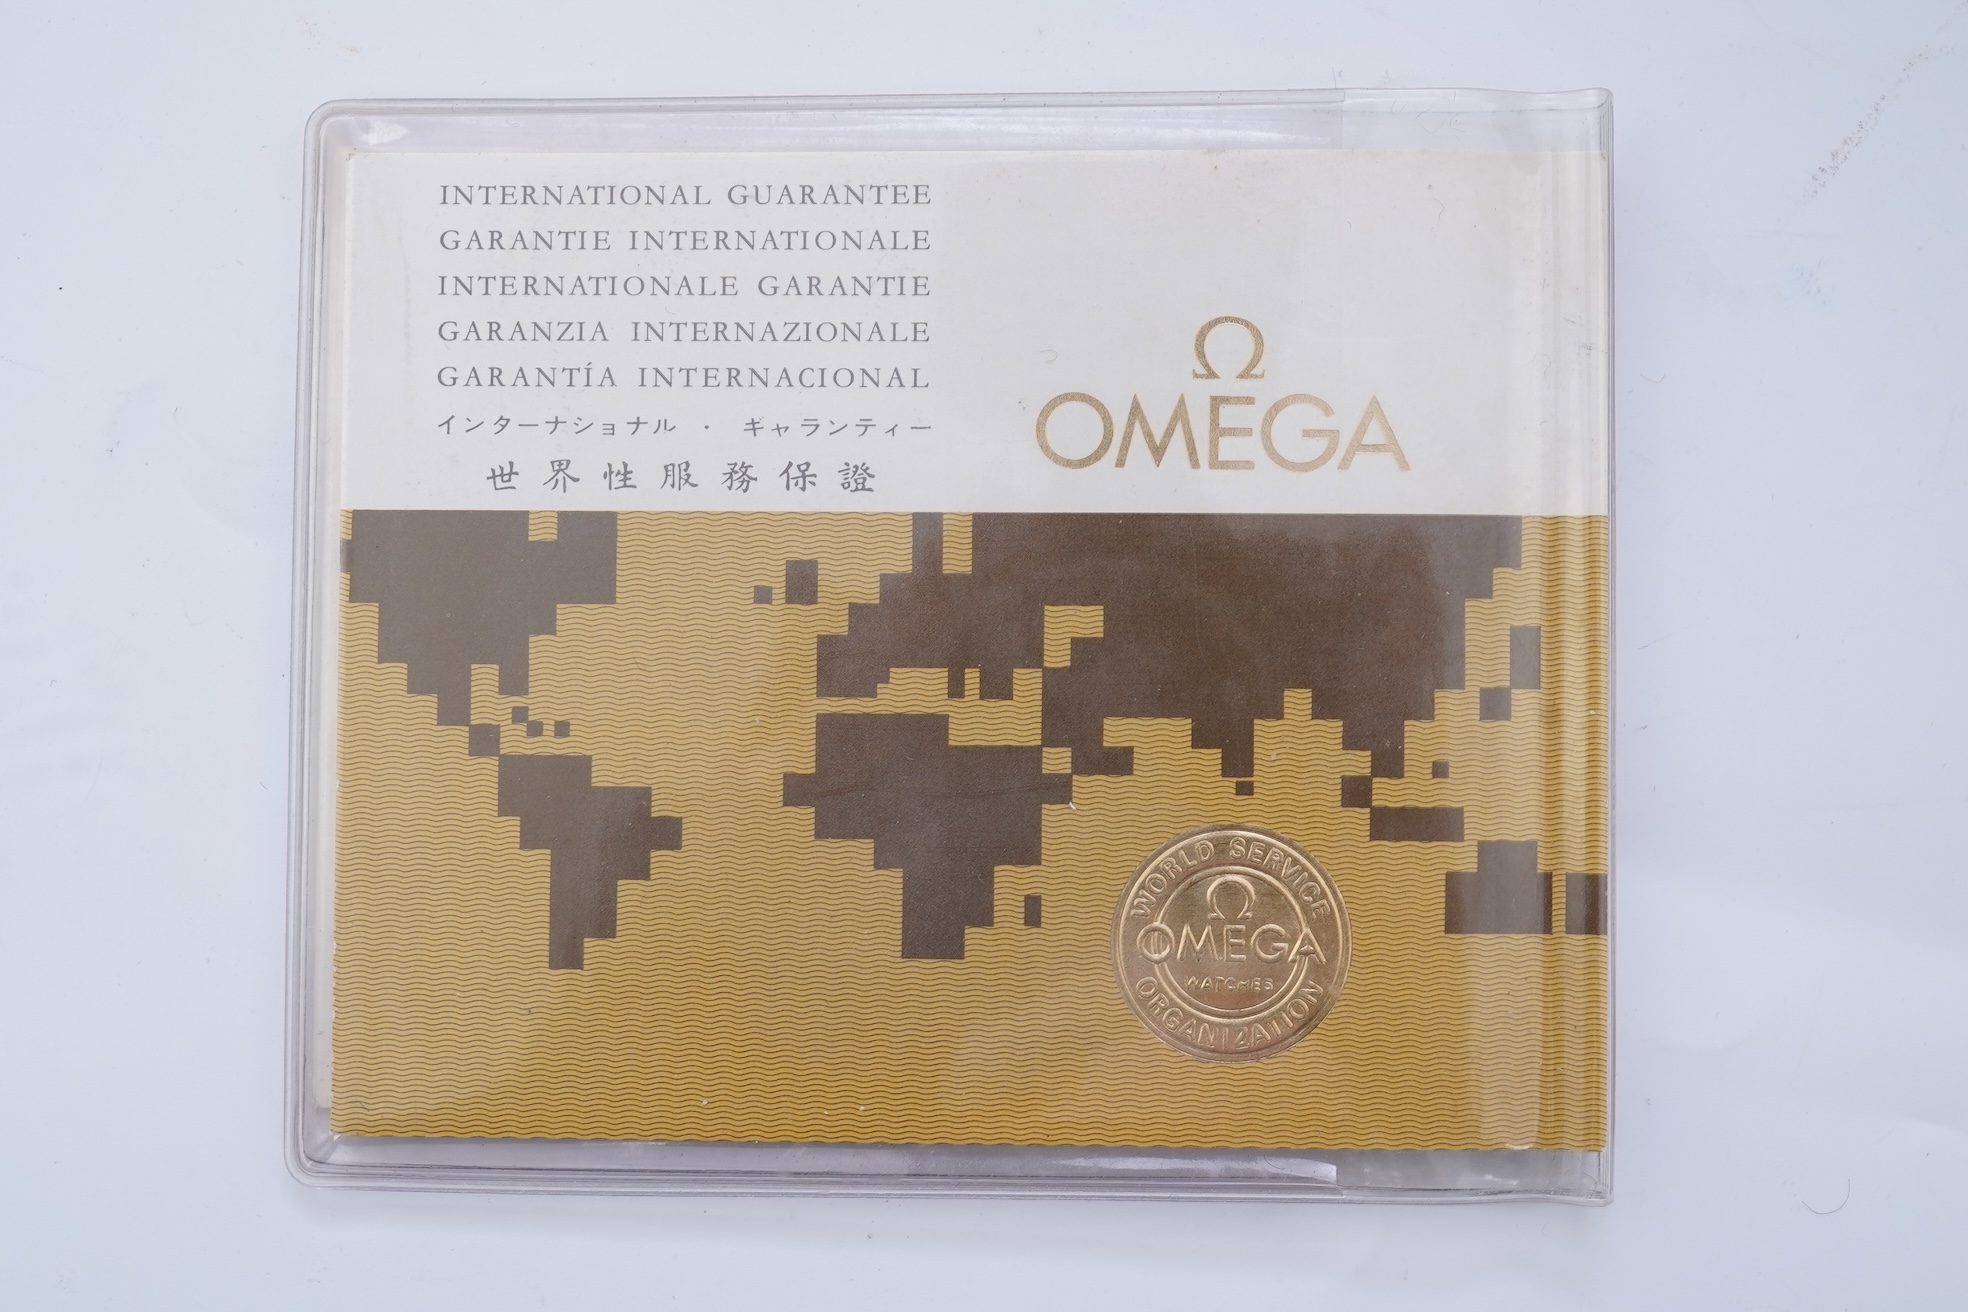 INTERNATIONAL GUARANTEE
GARANTIE INTERNATIONALE
INTERNATIONALE GARANTIE
GARANZIA INTERNAZIONALE
GARANTÍA INTERNACIONAL
インターナショナル ・ ギャランティー
世界性服務保證
Ω
OMEGA
WORLD SERVICE
Ω
OMEGA
WATCHES
ORGANIZATION